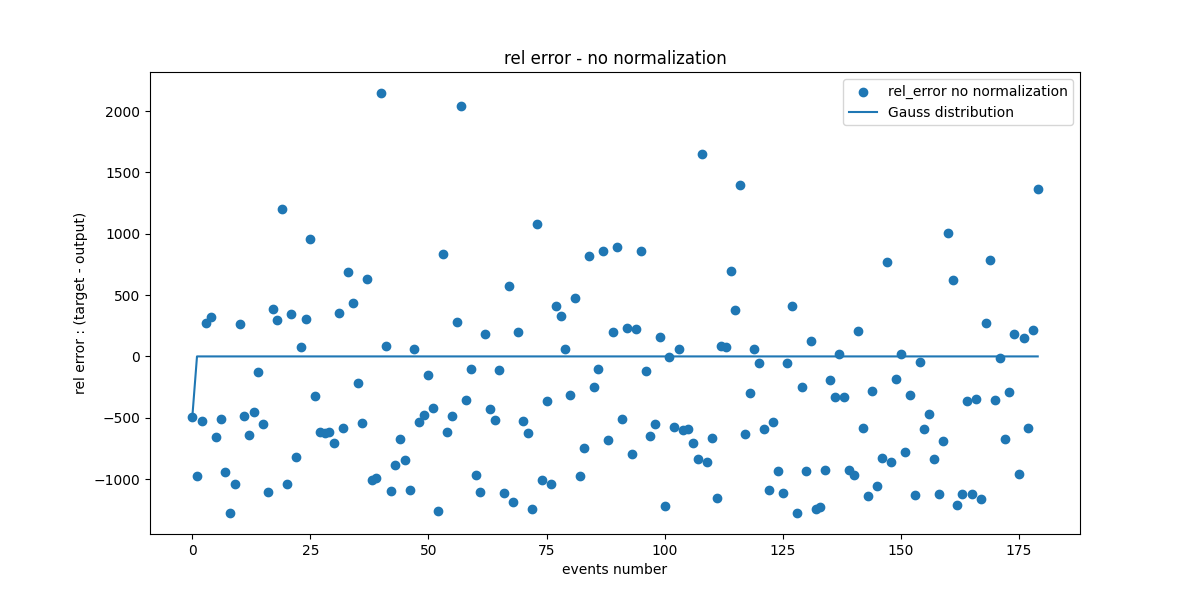 rel error - no normalization
rel_error no normalization
Gauss distribution
rel error : (target - output)
2000
1500
1000
500
0
−500
−1000
0 25 50 75 100 125 150 175
events number